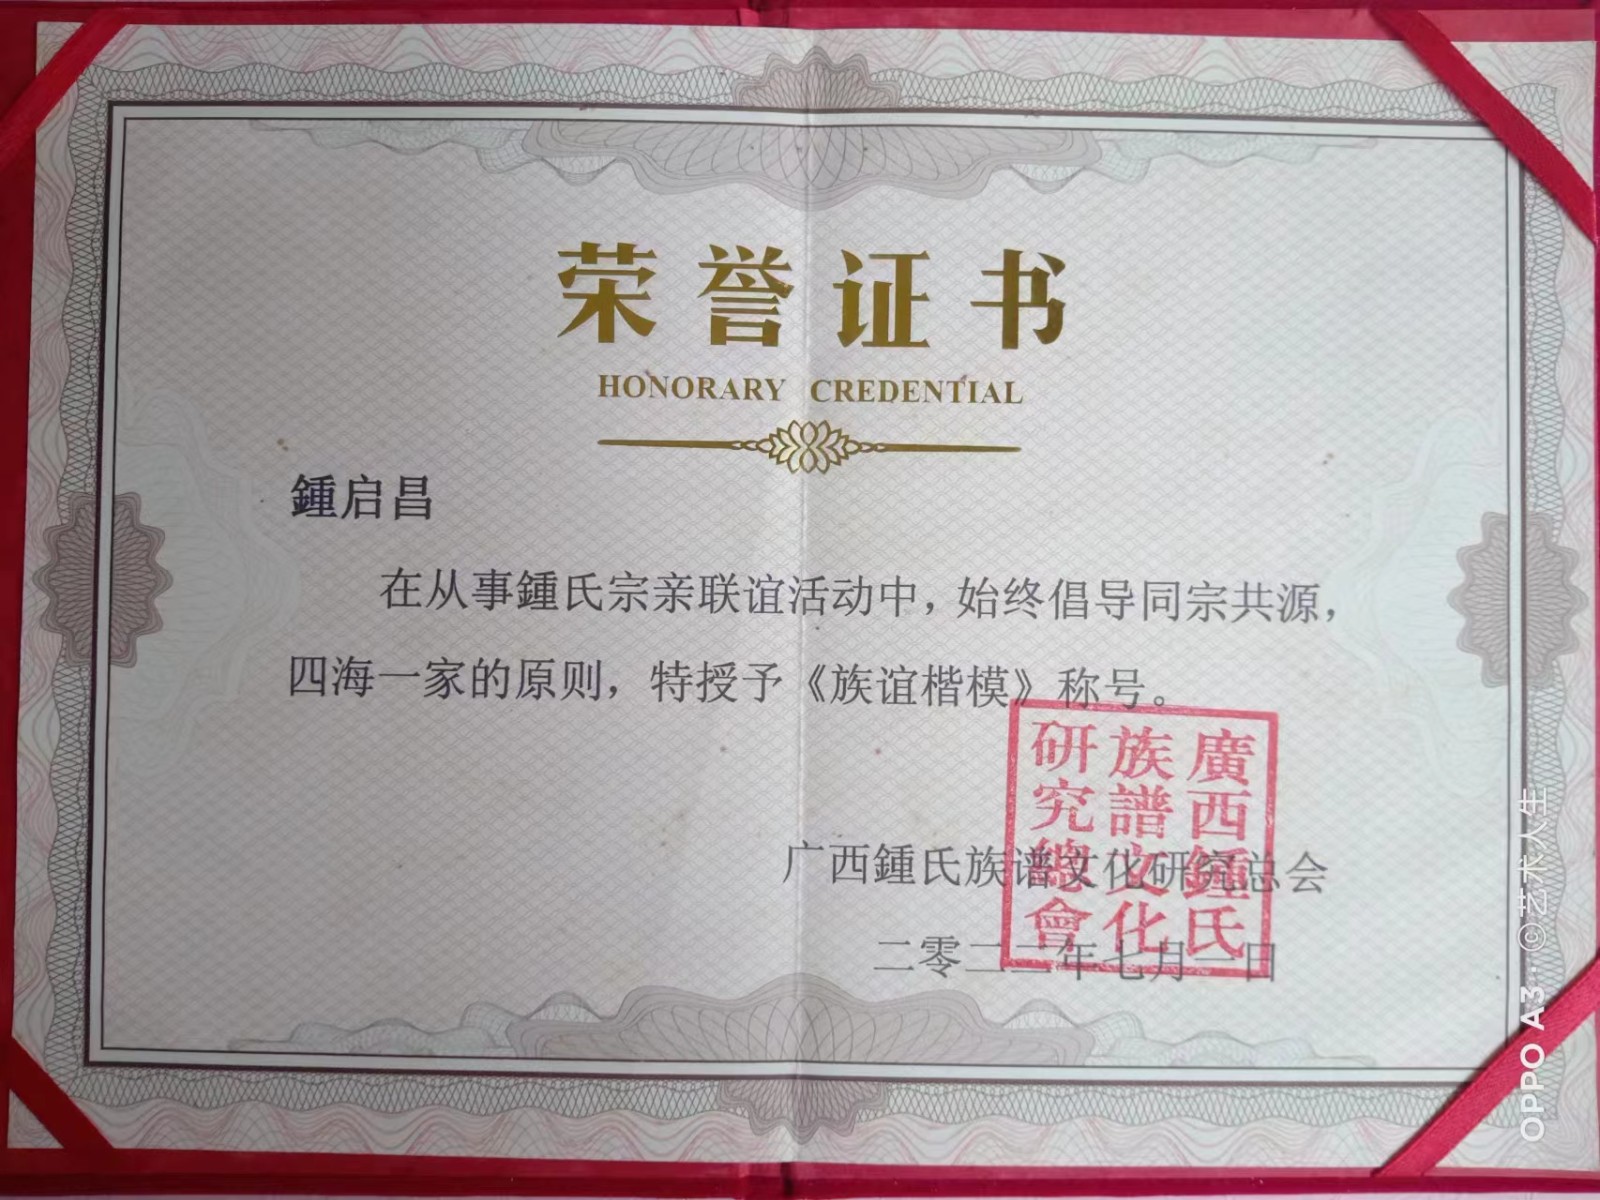 荣誉证书
HONORARY CREDENTIAL
鍾启昌
在从事鍾氏宗亲联谊活动中，始终倡导同宗共源，
四海一家的原则，特授予《族谊楷模》称号。
广西鍾氏族谱文化研究总会
二零二二年七月一日
廣西鍾氏
族譜文化
研究總會
OPPO A3 · ©艺术人生